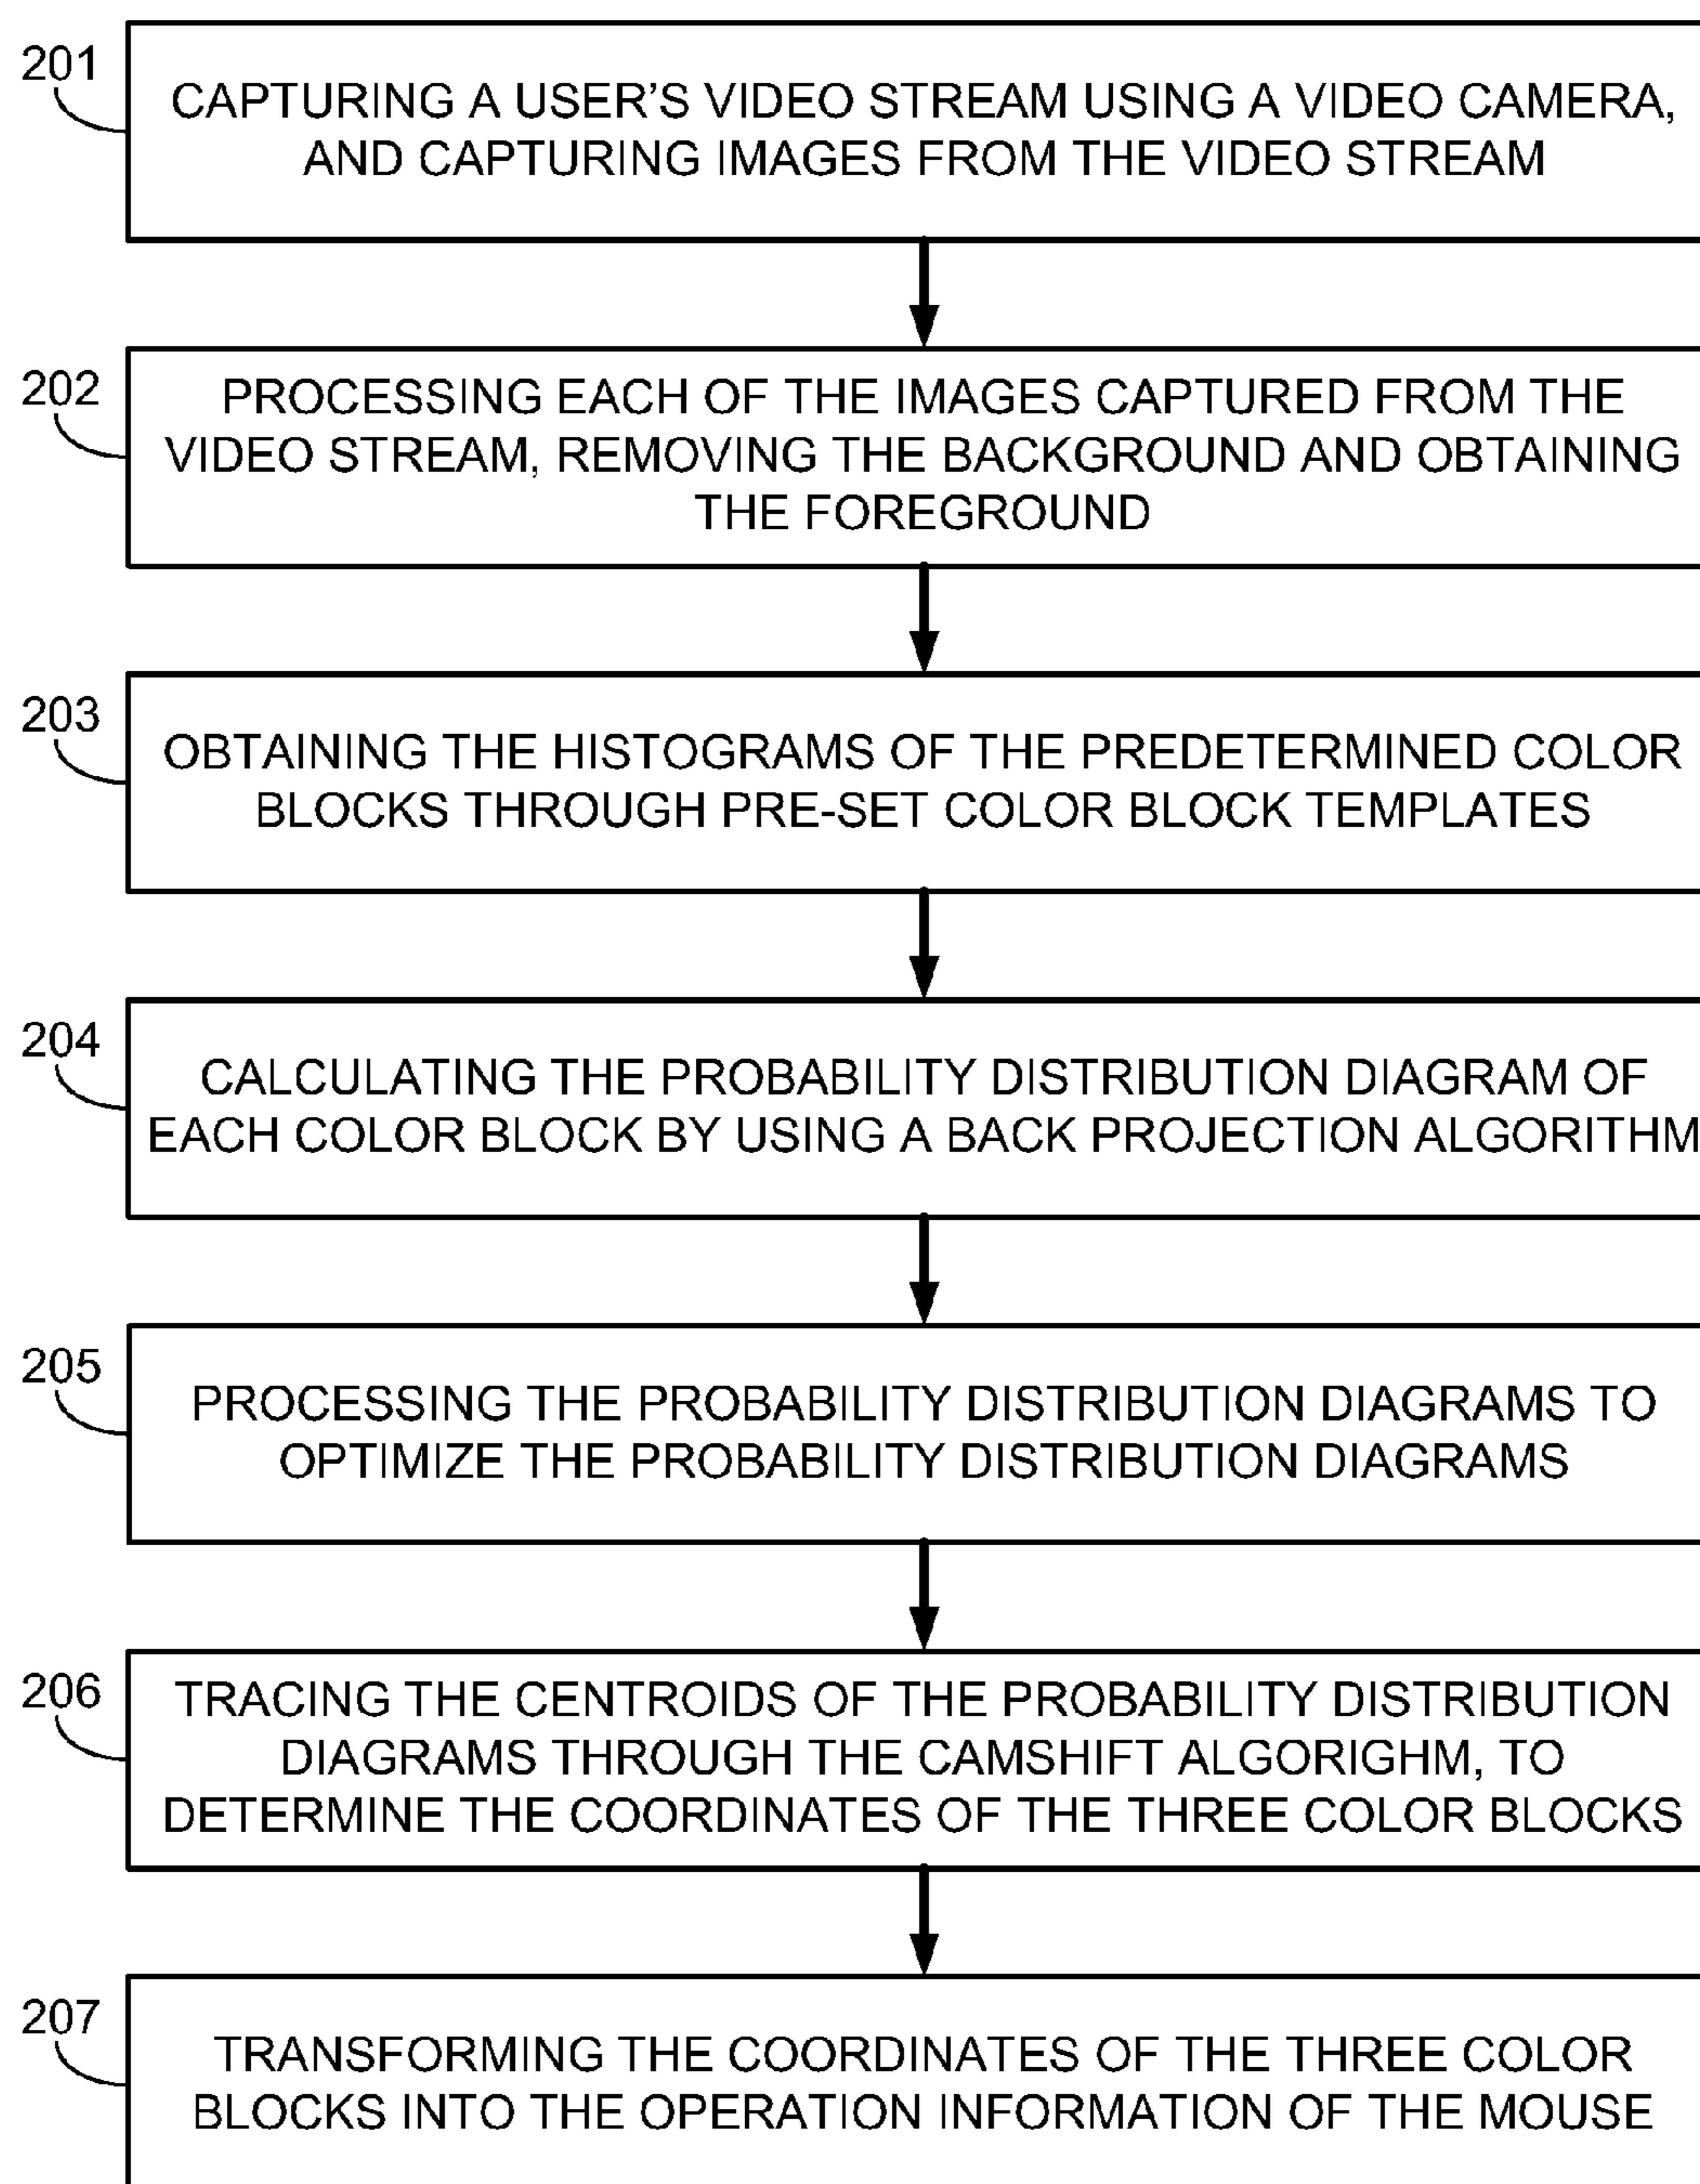 201
CAPTURING A USER'S VIDEO STREAM USING A VIDEO CAMERA,
AND CAPTURING IMAGES FROM THE VIDEO STREAM
202
PROCESSING EACH OF THE IMAGES CAPTURED FROM THE
VIDEO STREAM, REMOVING THE BACKGROUND AND OBTAINING
THE FOREGROUND
203
OBTAINING THE HISTOGRAMS OF THE PREDETERMINED COLOR
BLOCKS THROUGH PRE-SET COLOR BLOCK TEMPLATES
204
CALCULATING THE PROBABILITY DISTRIBUTION DIAGRAM OF
EACH COLOR BLOCK BY USING A BACK PROJECTION ALGORITHM
205
PROCESSING THE PROBABILITY DISTRIBUTION DIAGRAMS TO
OPTIMIZE THE PROBABILITY DISTRIBUTION DIAGRAMS
206
TRACING THE CENTROIDS OF THE PROBABILITY DISTRIBUTION
DIAGRAMS THROUGH THE CAMSHIFT ALGORIGHM, TO
DETERMINE THE COORDINATES OF THE THREE COLOR BLOCKS
207
TRANSFORMING THE COORDINATES OF THE THREE COLOR
BLOCKS INTO THE OPERATION INFORMATION OF THE MOUSE